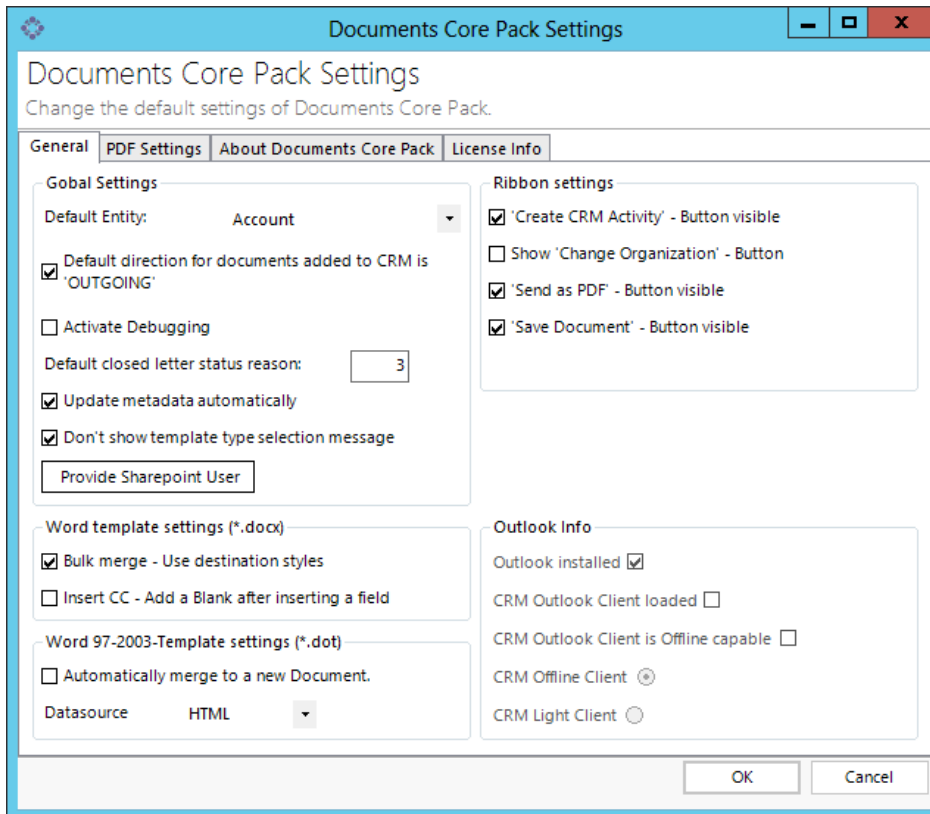 Documents Core Pack Settings
Documents Core Pack Settings
Change the default settings of Documents Core Pack.
General
PDF Settings
About Documents Core Pack
License Info
Gobal Settings
Default Entity:
Account
Default direction for documents added to CRM is
'OUTGOING'
Activate Debugging
Default closed letter status reason:
3
Update metadata automatically
Don't show template type selection message
Provide Sharepoint User
Ribbon settings
'Create CRM Activity' - Button visible
Show 'Change Organization' - Button
'Send as PDF' - Button visible
'Save Document' - Button visible
Word template settings (*.docx)
Bulk merge - Use destination styles
Insert CC - Add a Blank after inserting a field
Word 97-2003-Template settings (*.dot)
Automatically merge to a new Document.
Datasource
HTML
Outlook Info
Outlook installed
CRM Outlook Client loaded
CRM Outlook Client is Offline capable
CRM Offline Client
CRM Light Client
OK
Cancel